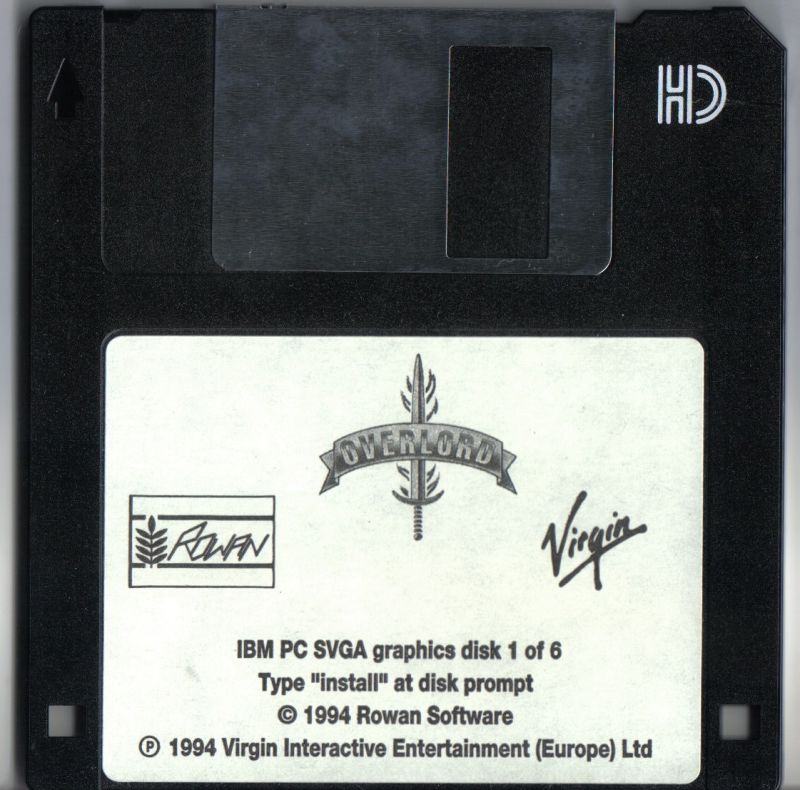 HD
OVERLORD
ROWAN
Virgin
IBM PC SVGA graphics disk 1 of 6
Type "install" at disk prompt
© 1994 Rowan Software
℗ 1994 Virgin Interactive Entertainment (Europe) Ltd